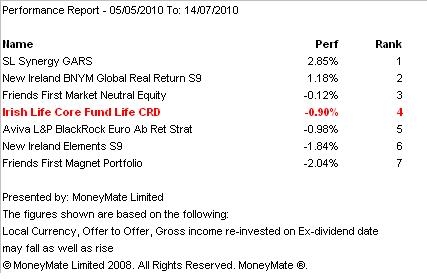 Performance Report - 05/05/2010 To: 14/07/2010
Name Perf Rank
SL Synergy GARS 2.85% 1
New Ireland BNYM Global Real Return S9 1.18% 2
Friends First Market Neutral Equity -0.12% 3
Irish Life Core Fund Life CRD -0.90% 4
Aviva L&P BlackRock Euro Ab Ret Strat -0.98% 5
New Ireland Elements S9 -1.84% 6
Friends First Magnet Portfolio -2.04% 7
Presented by: MoneyMate Limited
The figures shown are based on the following:
Local Currency, Offer to Offer, Gross income re-invested on Ex-dividend date
may fall as well as rise
© MoneyMate Limited 2008. All Rights Reserved. MoneyMate ®.